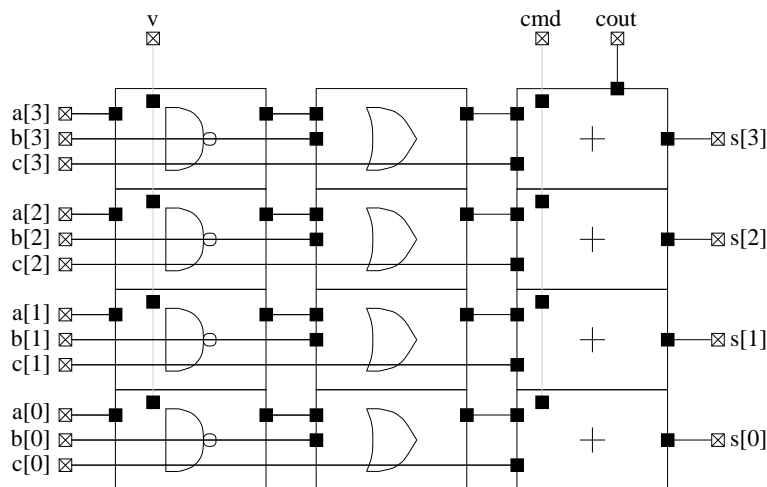 v cmd cout
a[3]
b[3] s[3]
c[3]
a[2]
b[2] s[2]
c[2]
a[1]
b[1] s[1]
c[1]
a[0]
b[0] s[0]
c[0]